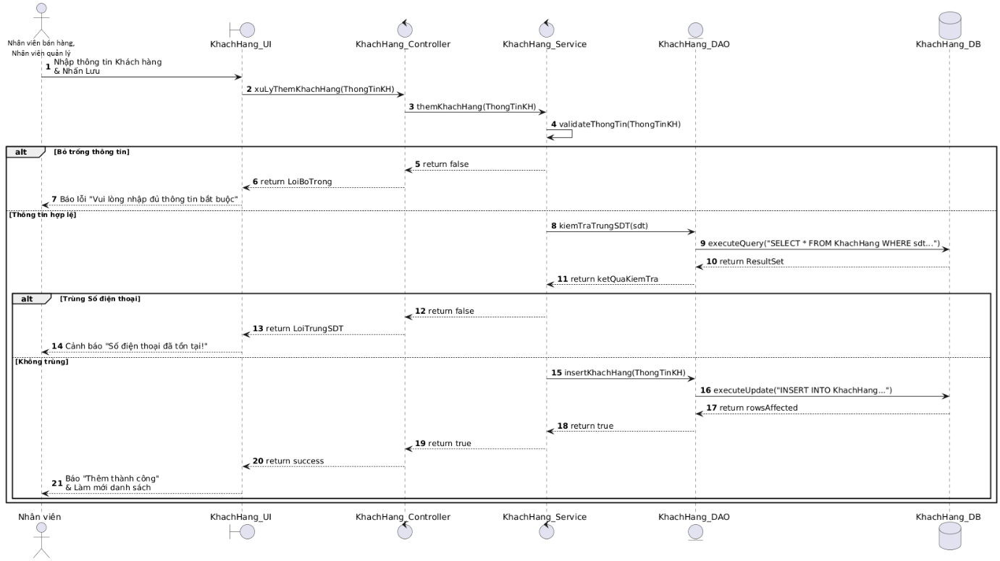 Nhân viên bán hàng,
Nhân viên quản lý
KhachHang_UI
KhachHang_Controller
KhachHang_Service
KhachHang_DAO
KhachHang_DB
1 Nhập thông tin Khách hàng
& Nhấn Lưu
2 xuLyThemKhachHang(ThongTinKH)
3 themKhachHang(ThongTinKH)
4 validateThongTin(ThongTinKH)
alt [Bỏ trống thông tin]
5 return false
6 return LoiBoTrong
7 Báo lỗi "Vui lòng nhập đủ thông tin bắt buộc"
[Thông tin hợp lệ]
8 kiemTraTrungSDT(sdt)
9 executeQuery("SELECT * FROM KhachHang WHERE sdt...")
10 return ResultSet
11 return ketQuaKiemTra
alt [Trùng Số điện thoại]
12 return false
13 return LoiTrungSDT
14 Cảnh báo "Số điện thoại đã tồn tại!"
[Không trùng]
15 insertKhachHang(ThongTinKH)
16 executeUpdate("INSERT INTO KhachHang...")
17 return rowsAffected
18 return true
19 return true
20 return success
21 Báo "Thêm thành công"
& Làm mới danh sách
Nhân viên
KhachHang_UI
KhachHang_Controller
KhachHang_Service
KhachHang_DAO
KhachHang_DB